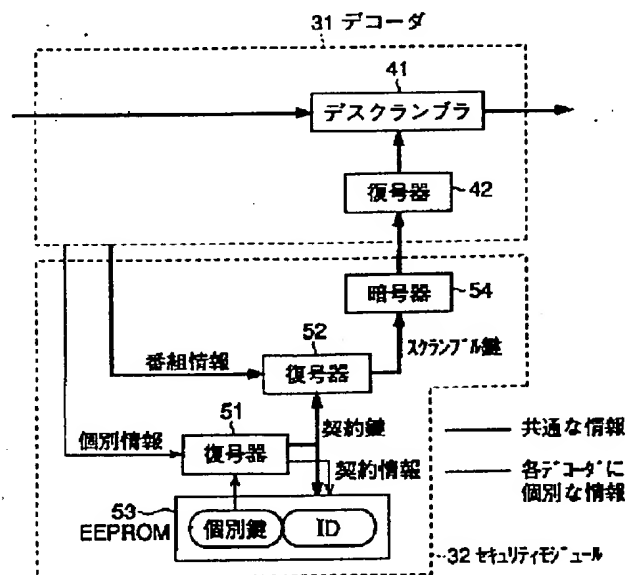 31 デコーダ
41
デスクランブラ
復号器
42
暗号器
54
スクランブル鍵
52
復号器
番組情報
51
復号器
個別情報
契約鍵
契約情報
共通な情報
各デコーダに
個別な情報
53
EEPROM
個別鍵
ID
32 セキュリティモジュール